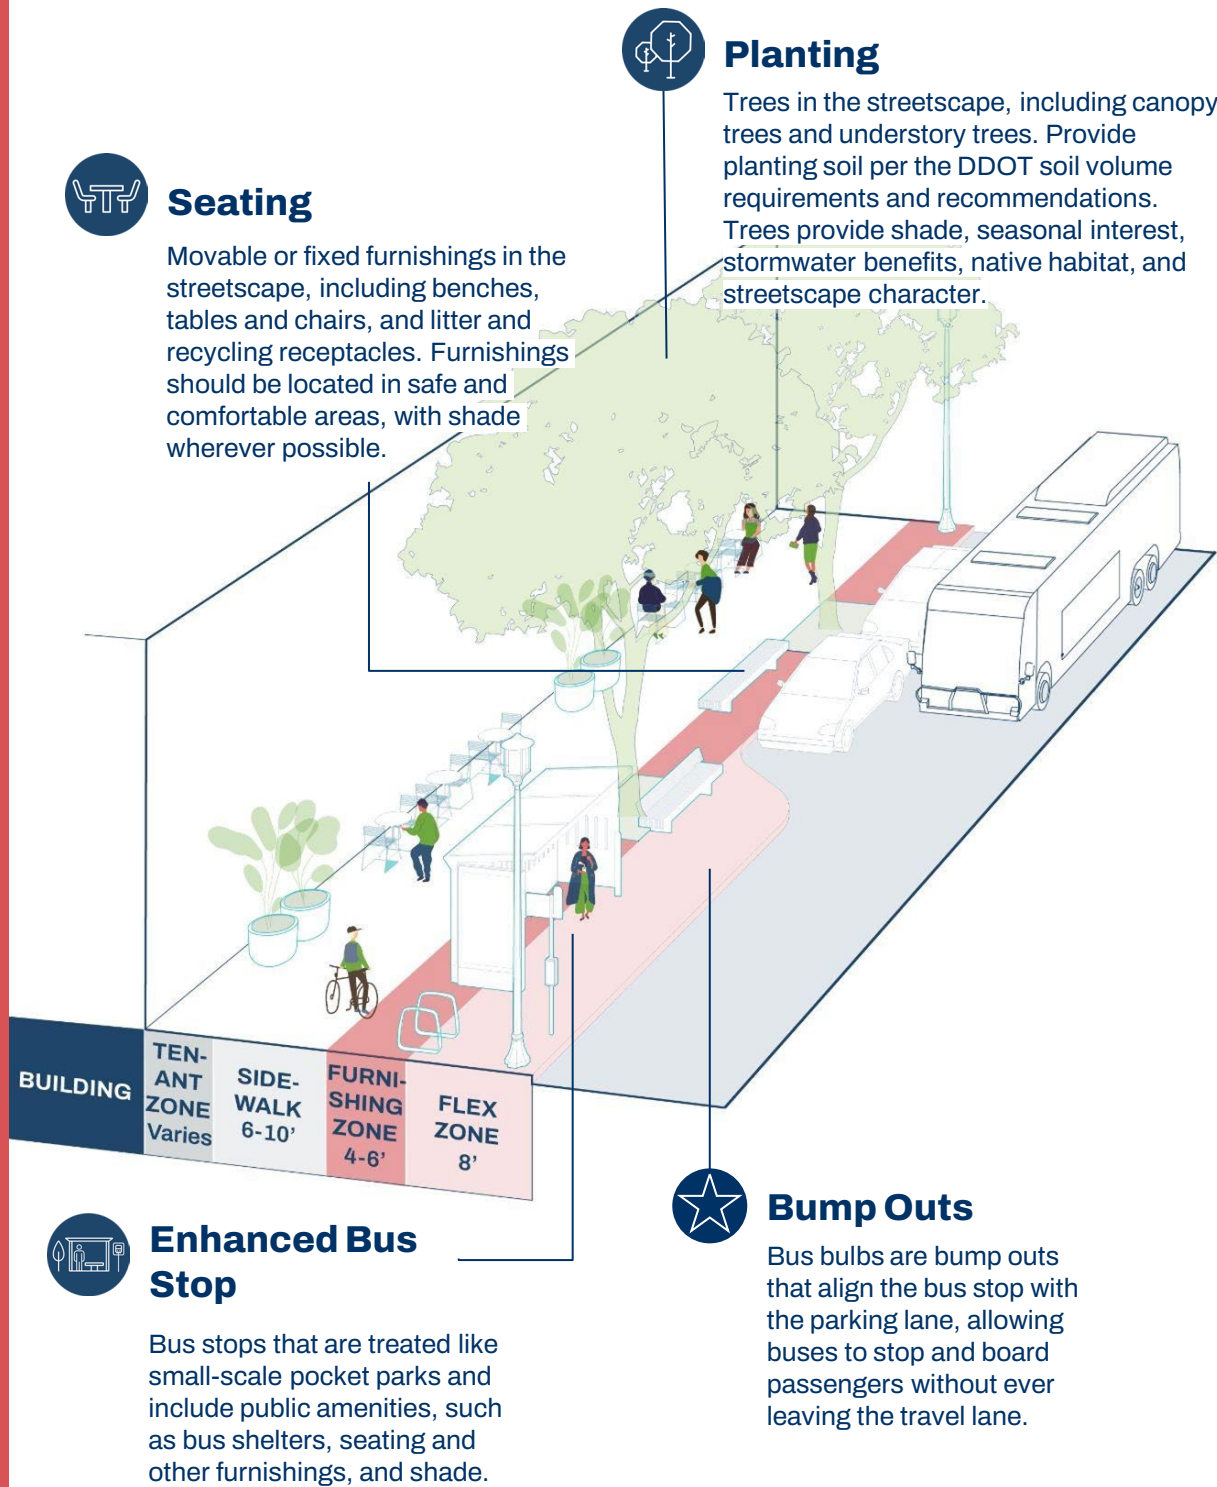 Planting
Trees in the streetscape, including canopy
trees and understory trees. Provide
planting soil per the DDOT soil volume
requirements and recommendations.
Trees provide shade, seasonal interest,
stormwater benefits, native habitat, and
streetscape character.
Seating
Movable or fixed furnishings in the
streetscape, including benches,
tables and chairs, and litter and
recycling receptacles. Furnishings
should be located in safe and
comfortable areas, with shade
wherever possible.
BUILDING
TEN-
ANT
ZONE
Varies
SIDE-
WALK
6-10’
FURNI-
SHING
ZONE
4-6’
FLEX
ZONE
8’
Enhanced Bus
Stop
Bus stops that are treated like
small-scale pocket parks and
include public amenities, such
as bus shelters, seating and
other furnishings, and shade.
Bump Outs
Bus bulbs are bump outs
that align the bus stop with
the parking lane, allowing
buses to stop and board
passengers without ever
leaving the travel lane.